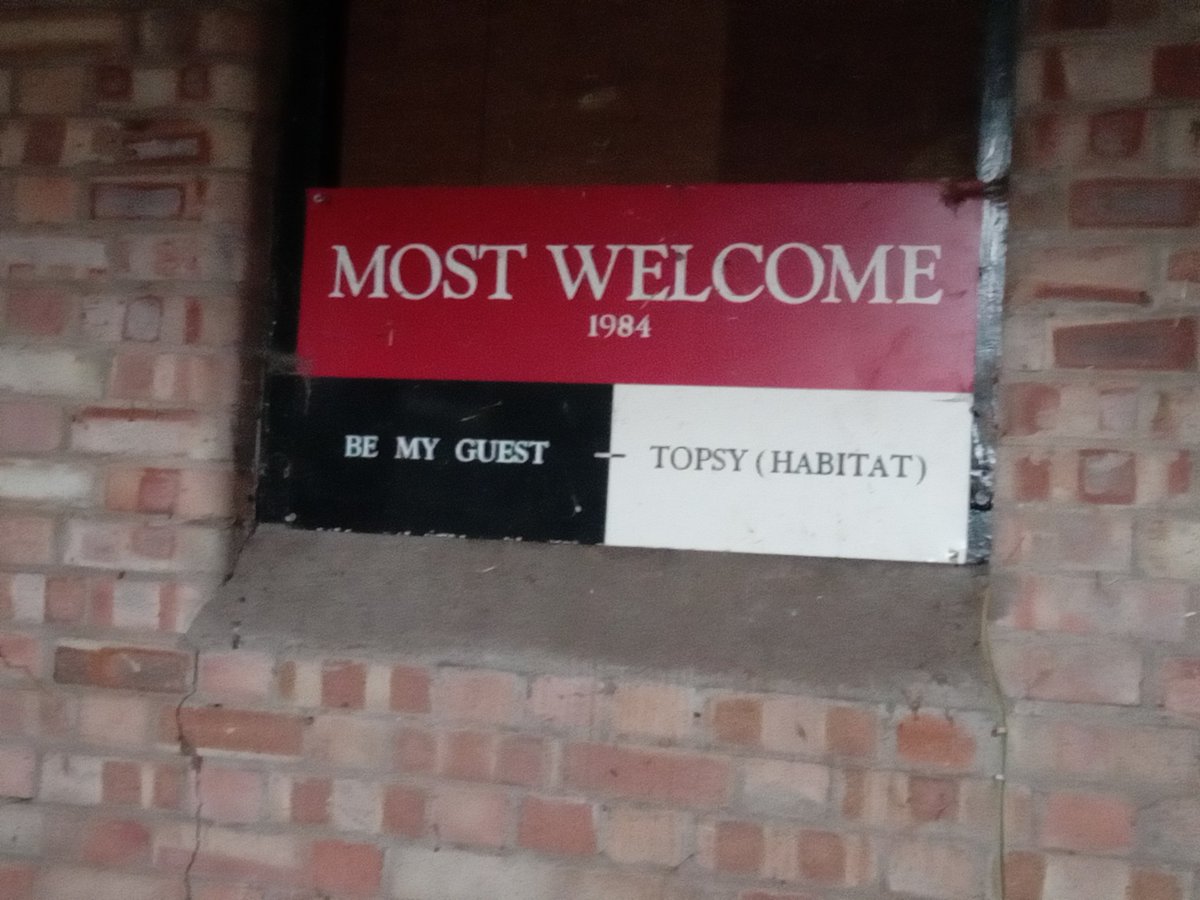 MOST WELCOME
1984
BE MY GUEST – TOPSY (HABITAT)